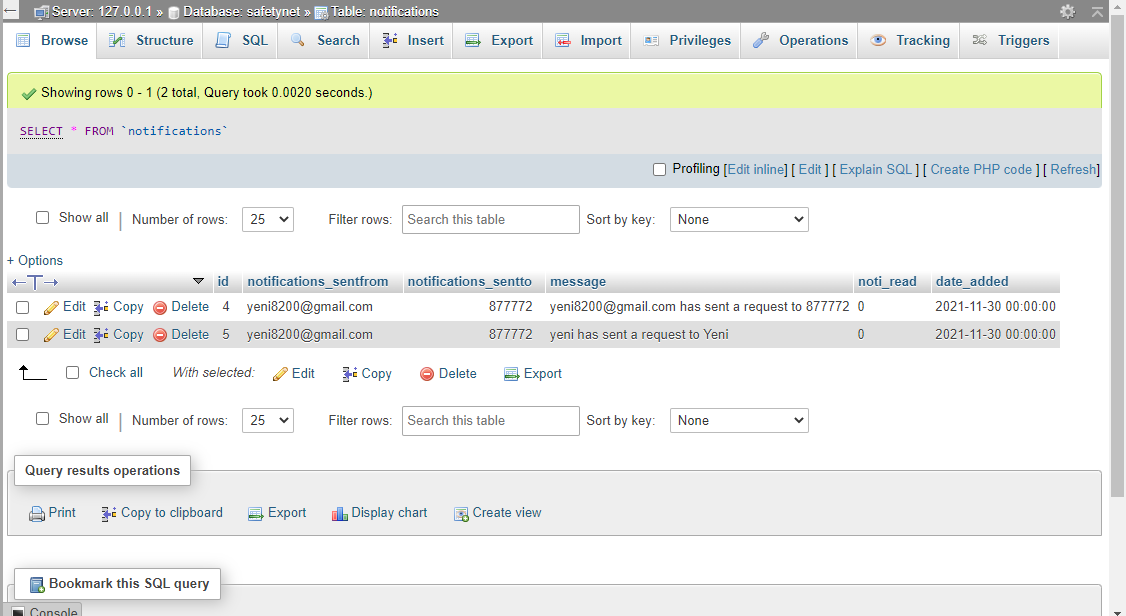 Server: 127.0.0.1 » Database: safetynet » Table: notifications
Browse Structure SQL Search Insert Export Import Privileges Operations Tracking Triggers
Showing rows 0 - 1 (2 total, Query took 0.0020 seconds.)
SELECT * FROM `notifications`
Profiling [Edit inline] [ Edit ] [ Explain SQL ] [ Create PHP code ] [ Refresh]
Show all | Number of rows: 25 Filter rows: Search this table Sort by key: None
+ Options
←T→ id notifications_sentfrom notifications_sentto message noti_read date_added
Edit Copy Delete 4 yeni8200@gmail.com 877772 yeni8200@gmail.com has sent a request to 877772 0 2021-11-30 00:00:00
Edit Copy Delete 5 yeni8200@gmail.com 877772 yeni has sent a request to Yeni 0 2021-11-30 00:00:00
Check all With selected: Edit Copy Delete Export
Show all | Number of rows: 25 Filter rows: Search this table Sort by key: None
Query results operations
Print Copy to clipboard Export Display chart Create view
Bookmark this SQL query
Console